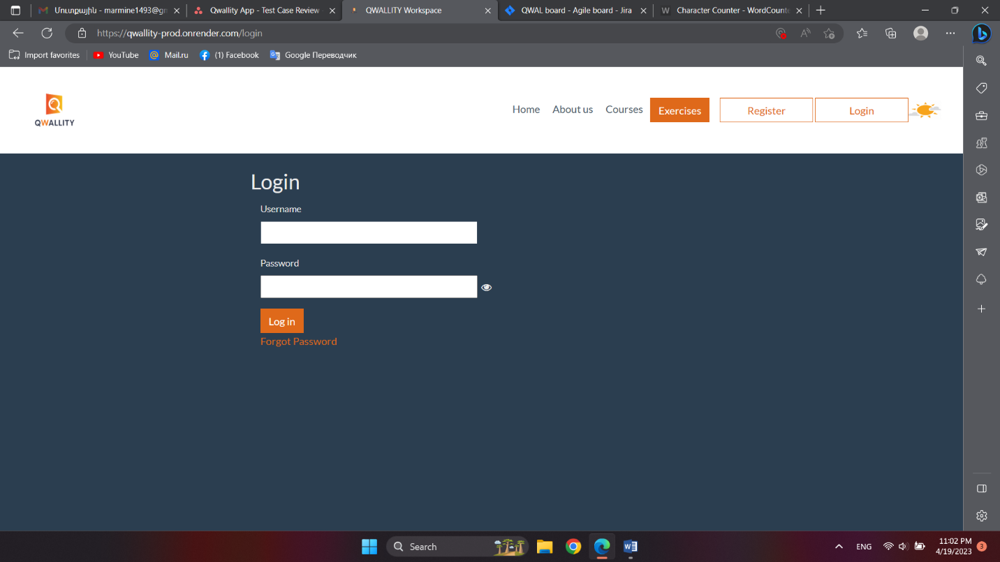 Մուտքային - marmine1493@gm
Qwallity App - Test Case Review
QWALLITY Workspace
QWAL board - Agile board - Jira
W Character Counter - WordCounte
https://qwallity-prod.onrender.com/login
Import favorites YouTube Mail.ru (1) Facebook Google Переводчик
QWALLITY
Home About us Courses Exercises Register Login
Login
Username
Password
Log in
Forgot Password
Search
ENG
11:02 PM
4/19/2023
3